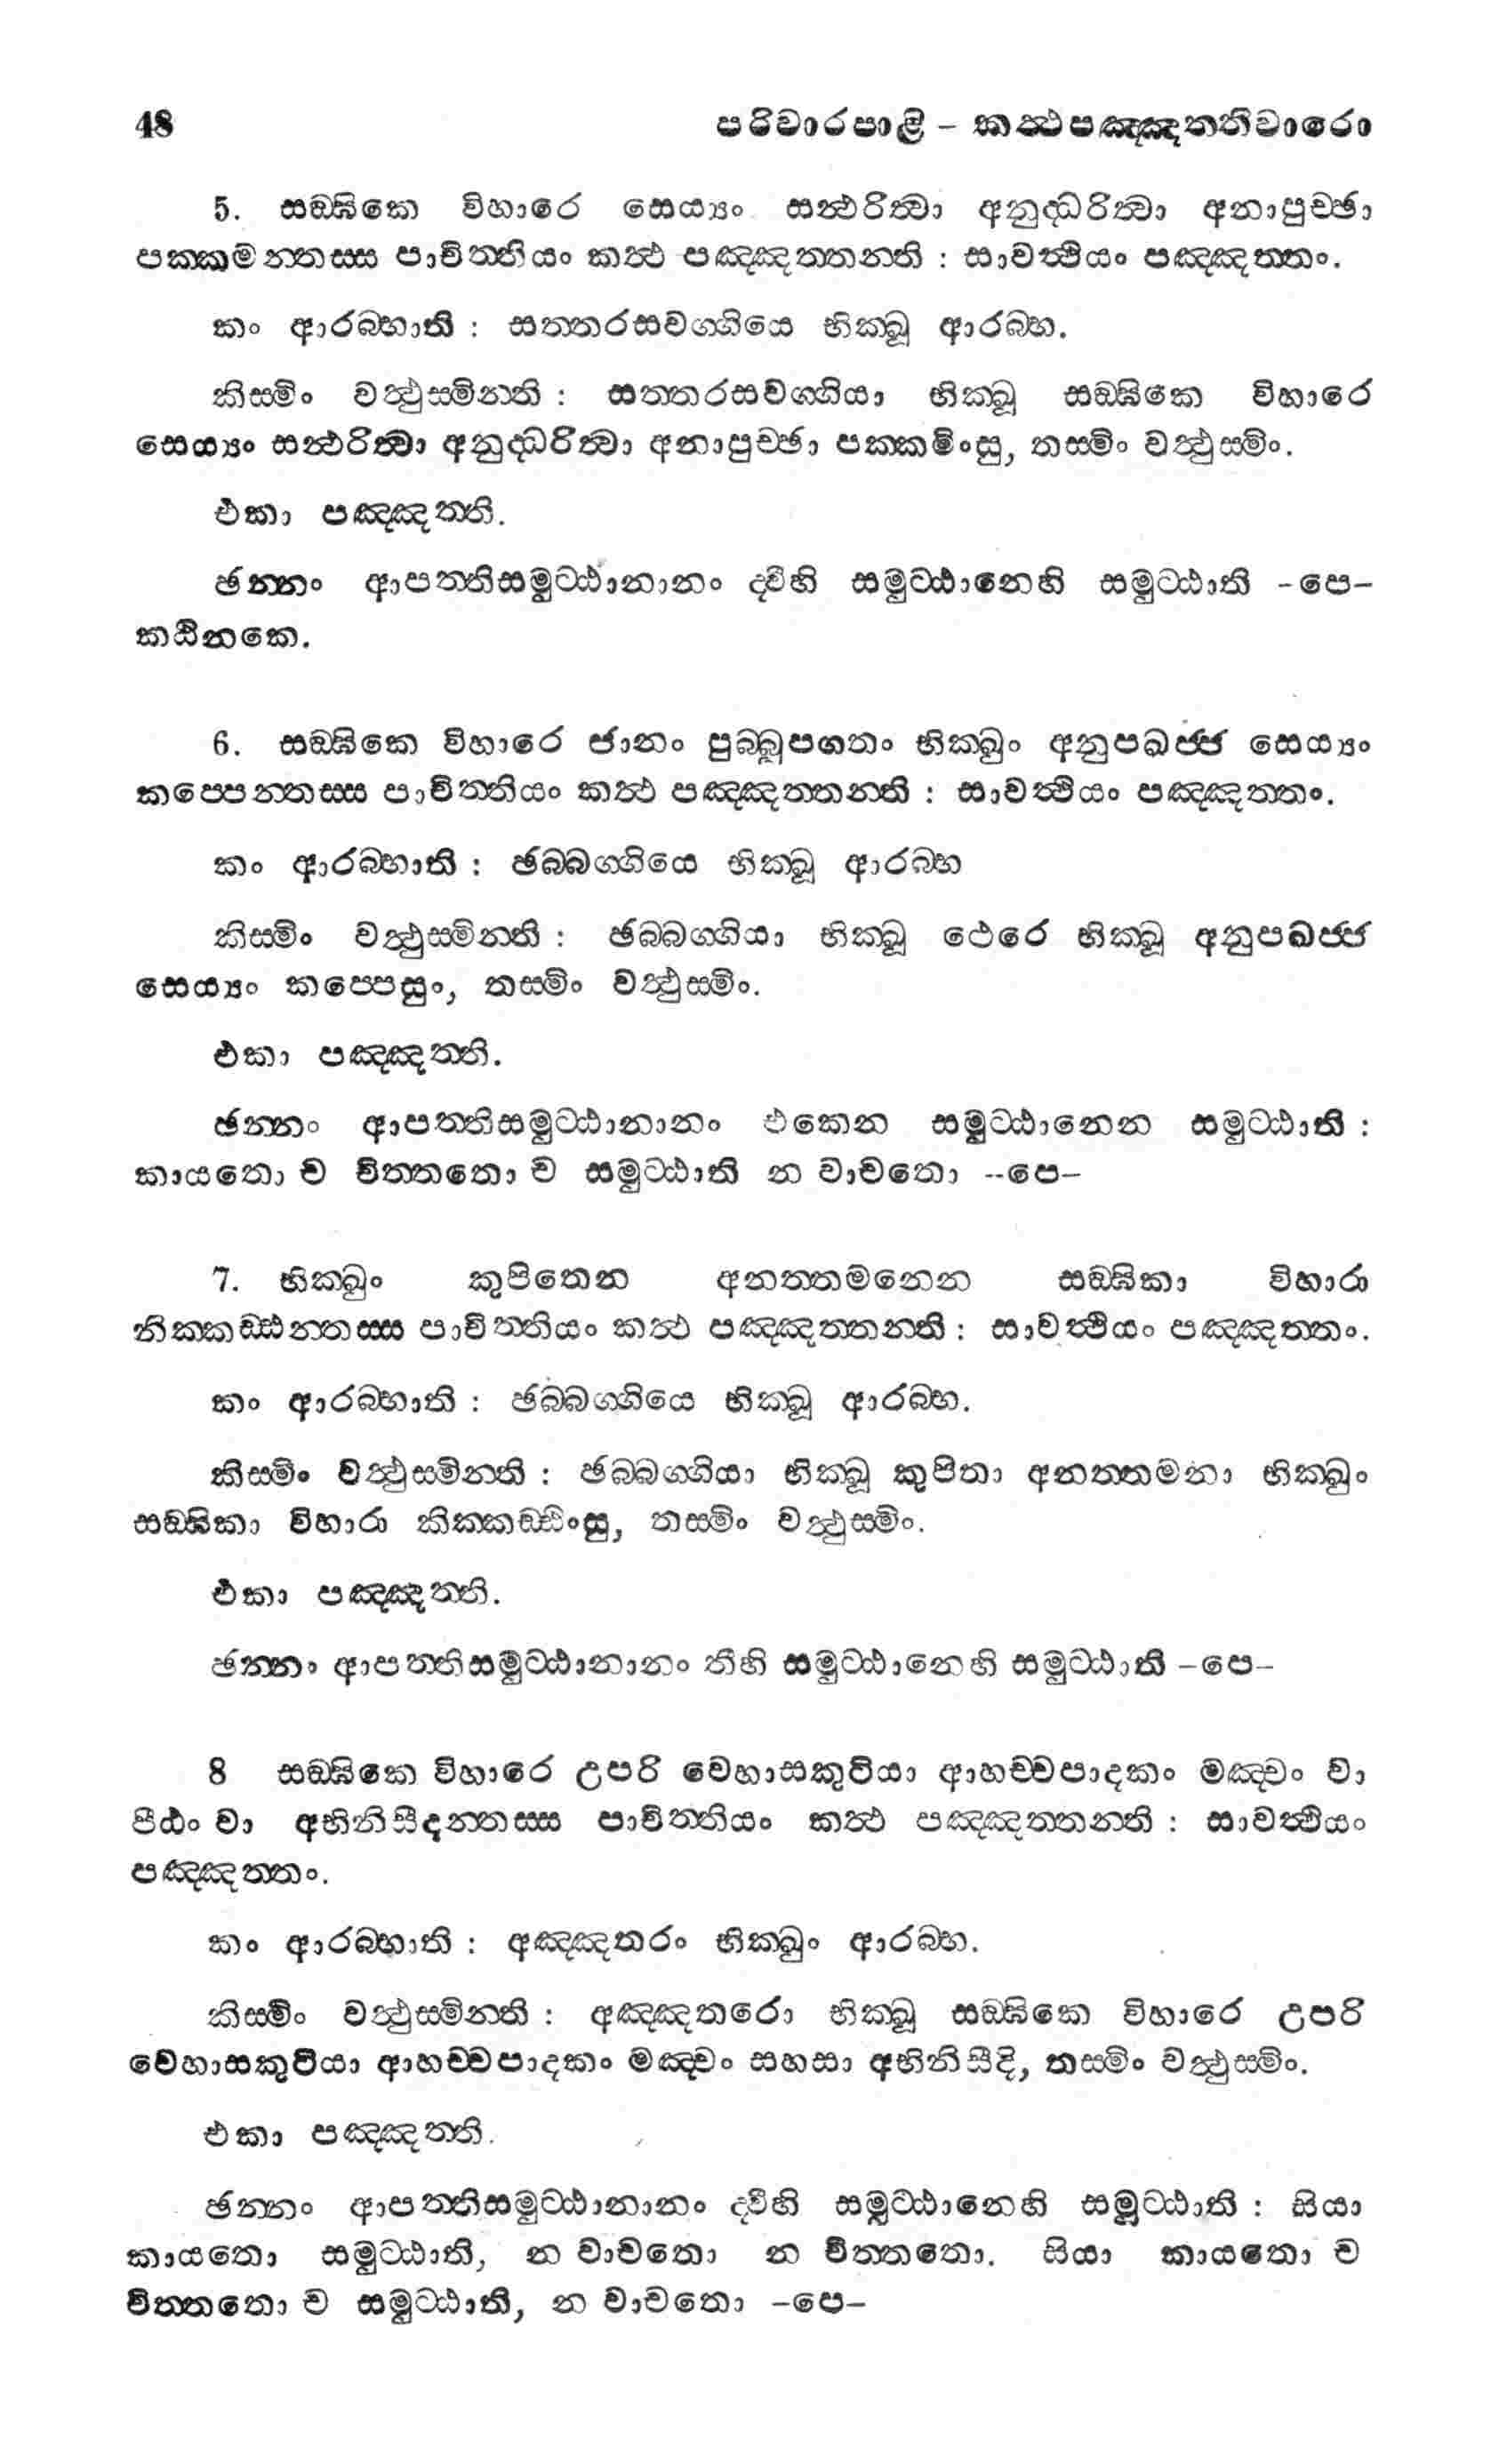 48 පරිවාරපාළි – කත්‍ථපඤ්ඤත්තිවාරො
5. සඞ්ඝිකෙ විහාරෙ සෙය්‍යං සන්‍ථරිත්‍වා අනුද්‍ධරිත්‍වා අනාපුච්ඡා
පක්කමන්තස්ස පාචිත්තියං කත්‍ථ පඤ්ඤත්තන්ති : සාවත්‍ථියං පඤ්ඤත්තං.
කං ආරබ්භාති : සත්තරසවග්ගියෙ භික්ඛූ ආරබ්භ.
කිස්මිං වත්‍ථුස්මින්ති : සත්තරසවග්ගියා භික්ඛූ සඞ්ඝිකෙ විහාරෙ
සෙය්‍යං සන්‍ථරිත්‍වා අනුද්‍ධරිත්‍වා අනාපුච්ඡා පක්කමිංසු, තස්මිං වත්‍ථුස්මිං.
එකා පඤ්ඤත්ති.
ඡන්නං ආපත්තිසමුට්ඨානානං ද්‍වීහි සමුට්ඨානෙහි සමුට්ඨාති –පෙ–
කඨිනකෙ.
6. සඞ්ඝිකෙ විහාරෙ ජානං පුබ්බූපගතං භික්ඛුං අනුපඛජ්ජ සෙය්‍යං
කප්පෙන්තස්ස පාචිත්තියං කත්‍ථ පඤ්ඤත්තන්ති : සාවත්‍ථියං පඤ්ඤත්තං.
කං ආරබ්භාති : ඡබ්බග්ගියෙ භික්ඛූ ආරබ්භ
කිස්මිං වත්‍ථුස්මින්ති : ඡබ්බග්ගියා භික්ඛූ ථෙරෙ භික්ඛූ අනුපඛජ්ජ
සෙය්‍යං කප්පෙසුං, තස්මිං වත්‍ථුස්මිං.
එකා පඤ්ඤත්ති.
ඡන්නං ආපත්තිසමුට්ඨානානං එකෙන සමුට්ඨානෙන සමුට්ඨාති :
කායතො ච චිත්තතො ච සමුට්ඨාති න වාචතො –පෙ–
7. භික්ඛුං කුපිතෙන අනත්තමනෙන සඞ්ඝිකා විහාරා
නික්කඩ්ඪන්තස්ස පාචිත්තියං කත්‍ථ පඤ්ඤත්තන්ති : සාවත්‍ථියං පඤ්ඤත්තං.
කං ආරබ්භාති : ඡබ්බග්ගියෙ භික්ඛූ ආරබ්භ.
කිස්මිං වත්‍ථුස්මින්ති : ඡබ්බග්ගියා භික්ඛූ කුපිතා අනත්තමනා භික්ඛුං
සඞ්ඝිකා විහාරා කික්කඩ්ඪිංසු, තස්මිං වත්‍ථුස්මිං.
එකා පඤ්ඤත්ති.
ඡන්නං ආපත්තිසමුට්ඨානානං තීහි සමුට්ඨානෙහි සමුට්ඨාති –පෙ–
8 සඞ්ඝිකෙ විහාරෙ උපරි වෙහාසකුටියා ආහච්චපාදකං මඤ්චං වා
පීඨං වා අභිනිසීදන්තස්ස පාචිත්තියං කත්‍ථ පඤ්ඤත්තන්ති : සාවත්‍ථියං
පඤ්ඤත්තං.
කං ආරබ්භාති : අඤ්ඤතරං භික්ඛුං ආරබ්භ.
කිස්මිං වත්‍ථුස්මින්ති : අඤ්ඤතරො භික්ඛූ සඞ්ඝිකෙ විහාරෙ උපරි
වෙහාසකුටියා ආහච්චපාදකං මඤ්චං සහසා අභිනිසීදි, තස්මිං වත්‍ථුස්මිං.
එකා පඤ්ඤත්ති.
ඡන්නං ආපත්තිසමුට්ඨානානං ද්‍වීහි සමුට්ඨානෙහි සමුට්ඨාති : සියා
කායතො සමුට්ඨාති, න වාචතො න චිත්තතො. සියා කායතො ච
චිත්තතො ච සමුට්ඨාති, න වාචතො –පෙ–